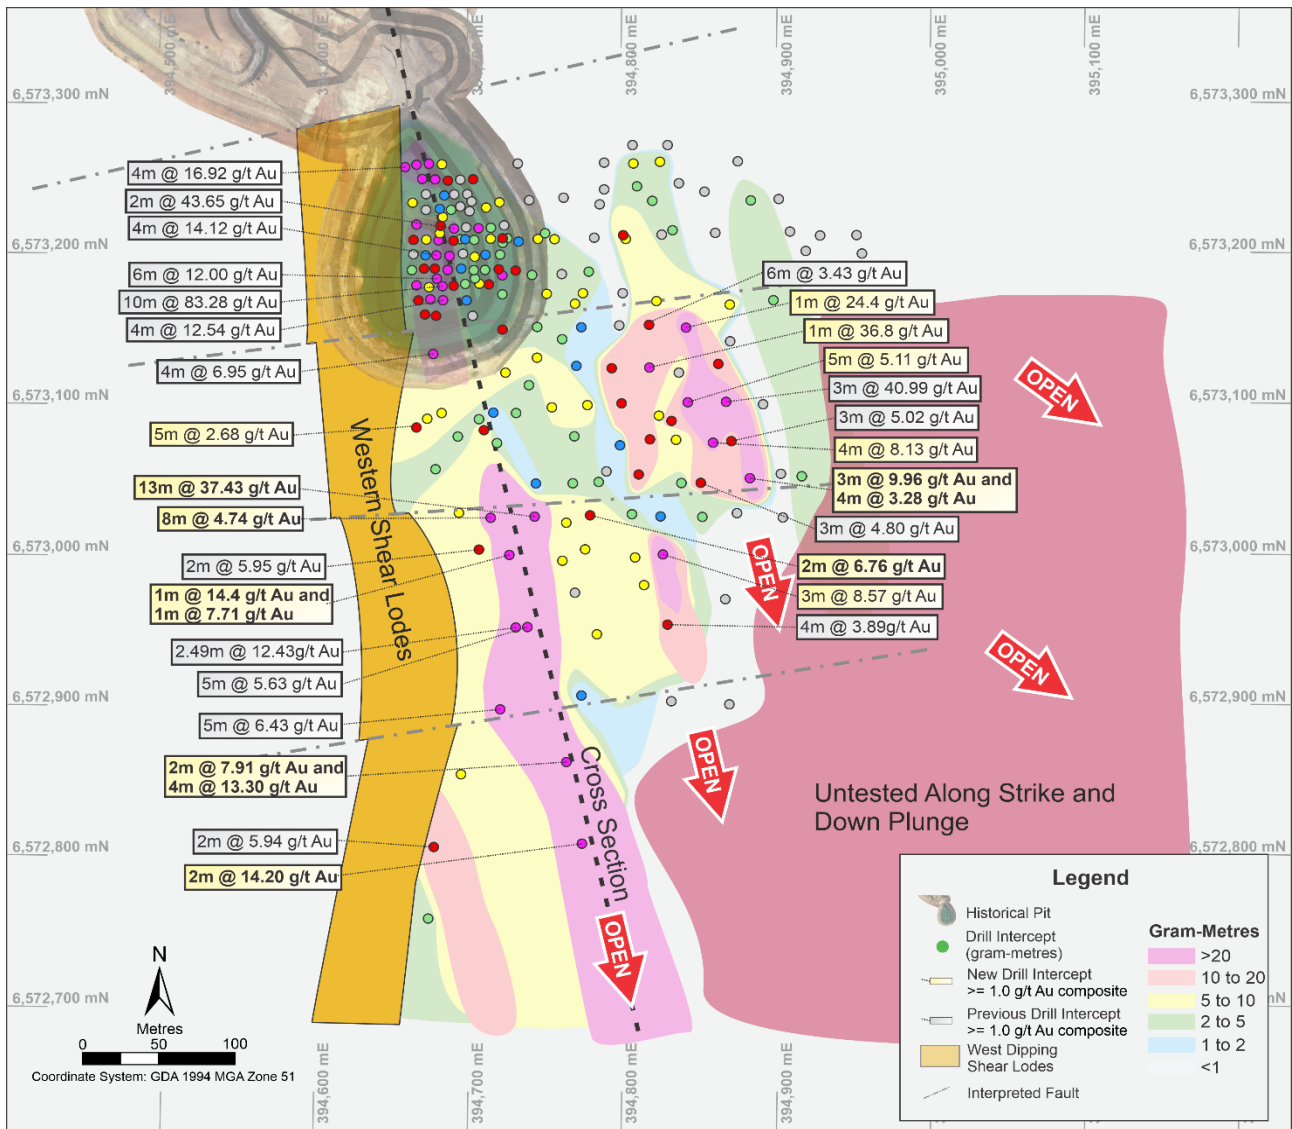 394,500 mE
394,600 mE
394,800 mE
394,900 mE
395,000 mE
395,100 mE
6,573,300 mN
6,573,300 mN
4m @ 16.92 g/t Au
2m @ 43.65 g/t Au
4m @ 14.12 g/t Au
6,573,200 mN
6,573,200 mN
6m @ 12.00 g/t Au
10m @ 83.28 g/t Au
4m @ 12.54 g/t Au
4m @ 6.95 g/t Au
6m @ 3.43 g/t Au
1m @ 24.4 g/t Au
1m @ 36.8 g/t Au
5m @ 5.11 g/t Au
3m @ 40.99 g/t Au
3m @ 5.02 g/t Au
4m @ 8.13 g/t Au
3m @ 9.96 g/t Au and
4m @ 3.28 g/t Au
3m @ 4.80 g/t Au
6,573,100 mN
6,573,100 mN
OPEN
5m @ 2.68 g/t Au
13m @ 37.43 g/t Au
8m @ 4.74 g/t Au
Western Shear Lodes
6,573,000 mN
6,573,000 mN
2m @ 5.95 g/t Au
1m @ 14.4 g/t Au and
1m @ 7.71 g/t Au
2.49m @ 12.43g/t Au
5m @ 5.63 g/t Au
5m @ 6.43 g/t Au
OPEN
2m @ 6.76 g/t Au
3m @ 8.57 g/t Au
4m @ 3.89g/t Au
OPEN
6,572,900 mN
6,572,900 mN
2m @ 7.91 g/t Au and
4m @ 13.30 g/t Au
OPEN
Cross Section
Untested Along Strike and
Down Plunge
2m @ 5.94 g/t Au
2m @ 14.20 g/t Au
6,572,800 mN
6,572,800 mN
OPEN
6,572,700 mN
N
Metres
0 50 100
Coordinate System: GDA 1994 MGA Zone 51
394,600 mE
394,700 mE
394,800 mE
394,900 mE
Legend
Historical Pit
Drill Intercept
(gram-metres)
New Drill Intercept
>= 1.0 g/t Au composite
Previous Drill Intercept
>= 1.0 g/t Au composite
West Dipping
Shear Lodes
Interpreted Fault
Gram-Metres
>20
10 to 20
5 to 10
2 to 5
1 to 2
<1